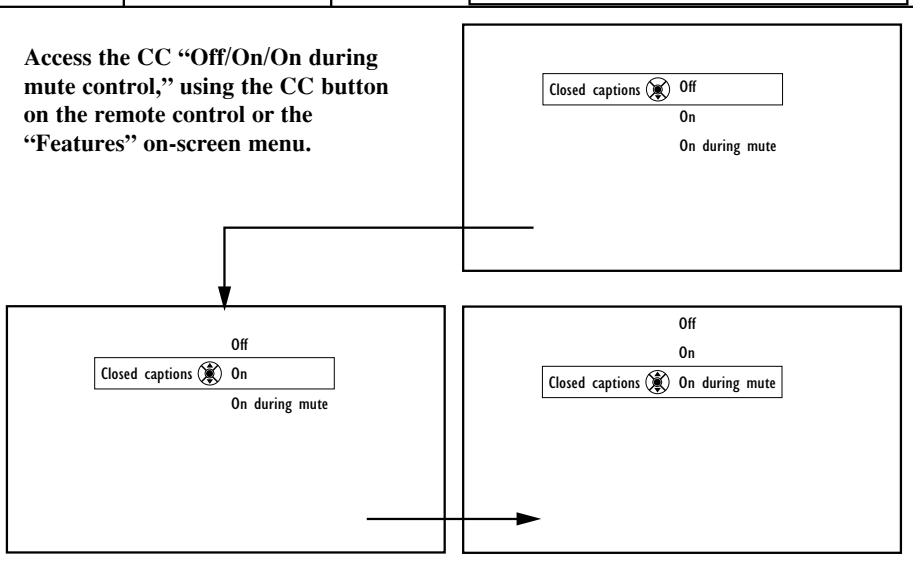 Access the CC “Off/On/On during
mute control,” using the CC button
on the remote control or the
“Features” on-screen menu.
Closed captions Off
On
On during mute
Off
Closed captions On
On during mute
Off
On
Closed captions On during mute